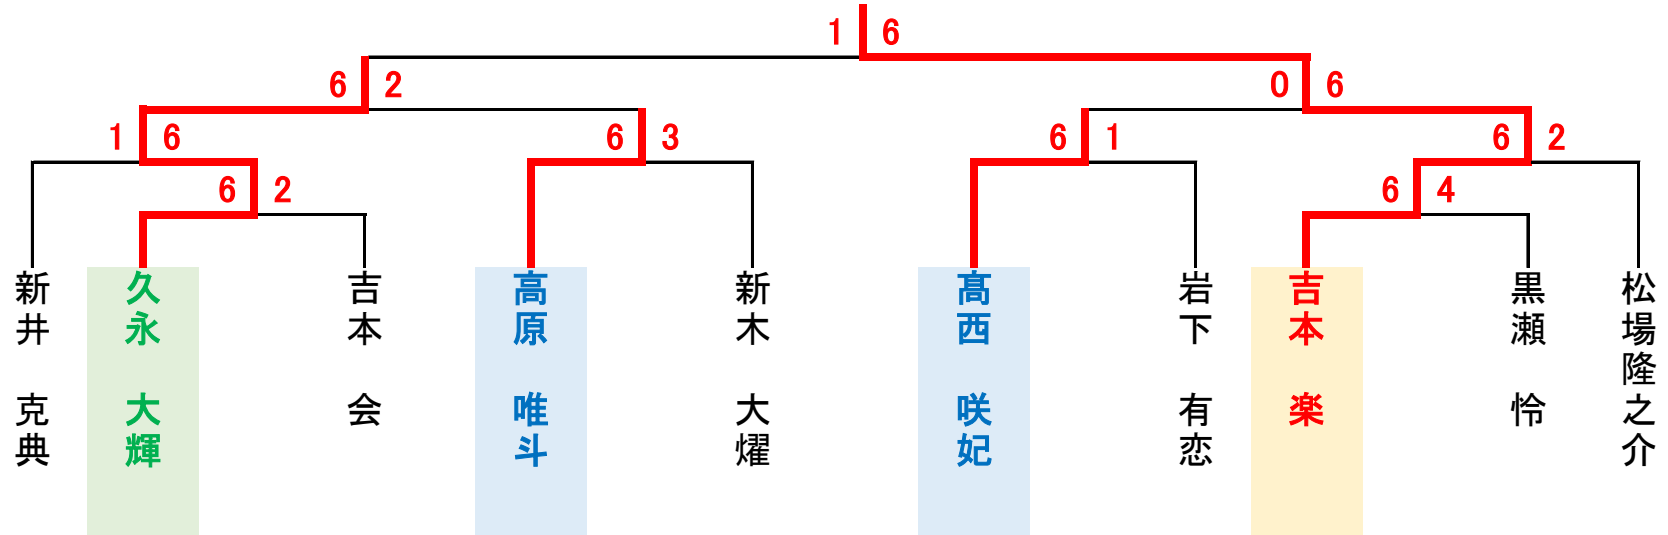 1 6
6 2
0 6
1 6
6 3
6 1
6 2
6 2
6 4
新井 克典
久永 大輝
吉本 会
高原 唯斗
新木 大燿
髙西 咲妃
岩下 有恋
吉本 楽
黒瀬 怜
松場隆之介